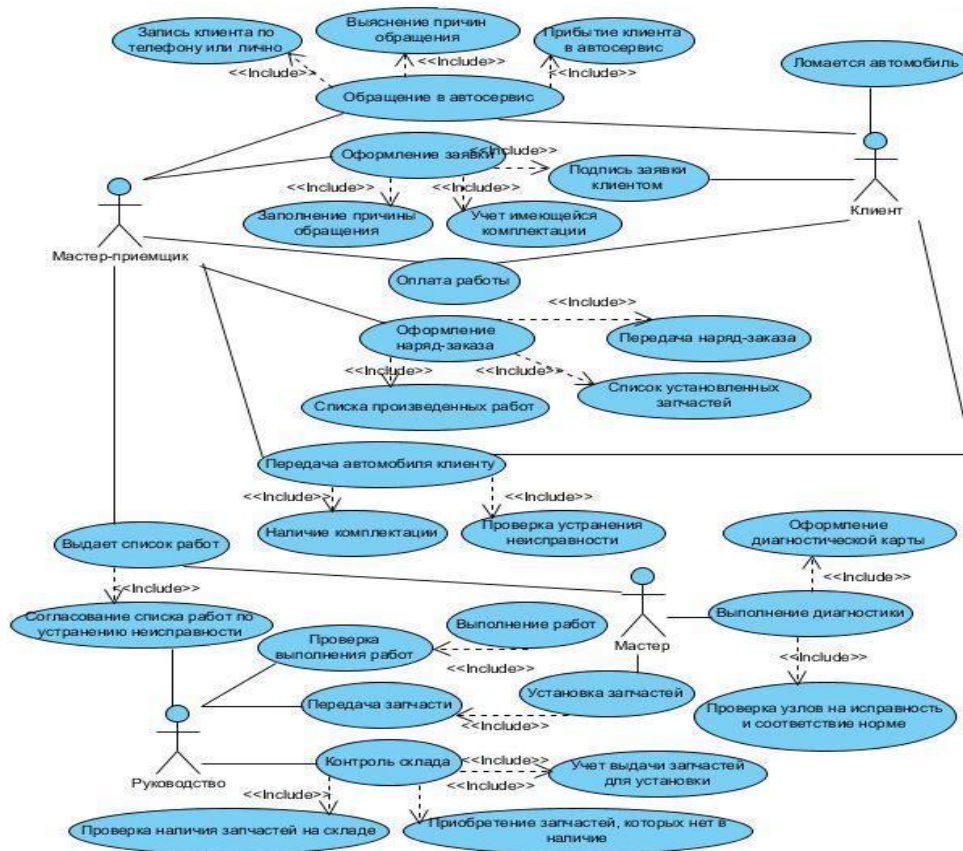 Запись клиента по
телефону или лично
Выяснение причин
обращения
Прибытие клиента
в автосервис
Ломается автомобиль
<<Include>>
<<Include>>
<<Include>>
Обращение в автосервис
Оформление заявки
<<Include>>
Подпись заявки
клиентом
<<Include>>
<<Include>>
Клиент
Заполнение причины
обращения
Учет имеющейся
комплектации
Мастер-приемщик
Оплата работы
<<Include>>
Оформление
наряд-заказа
Передача наряд-заказа
<<Include>>
<<Include>>
Список установленных
запчастей
Списка произведенных работ
Передача автомобиля клиенту
<<Include>>
<<Include>>
Наличие комплектации
Проверка устранения
неисправности
Оформление
диагностической карты
Выдает список работ
<<Include>>
<<Include>>
Согласование списка работ по
устранению неисправности
Выполнение диагностики
Выполнение работ
Проверка
выполнения работ
<<Include>>
Мастер
<<Include>>
Установка запчастей
Передача запчасти
<<Include>>
Проверка узлов на исправность
и соответствие норме
Руководство
Контроль склада
<<Include>>
Учет выдачи запчастей
для установки
<<Include>>
<<Include>>
Проверка наличия запчастей на складе
Приобретение запчастей, которых нет в
наличие